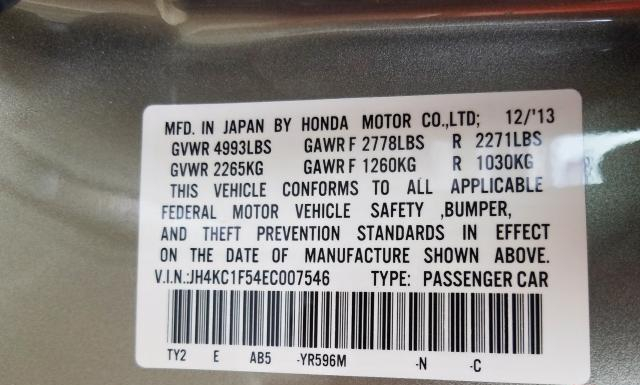 MFD. IN JAPAN BY HONDA MOTOR CO.,LTD; 12/'13
GVWR 4993LBS GAWR F 2778LBS R 2271LBS
GVWR 2265KG GAWR F 1260KG R 1030KG
THIS VEHICLE CONFORMS TO ALL APPLICABLE
FEDERAL MOTOR VEHICLE SAFETY ,BUMPER,
AND THEFT PREVENTION STANDARDS IN EFFECT
ON THE DATE OF MANUFACTURE SHOWN ABOVE.
V.I.N.:JH4KC1F54EC007546 TYPE: PASSENGER CAR
TY2 E AB5 -YR596M -N -C